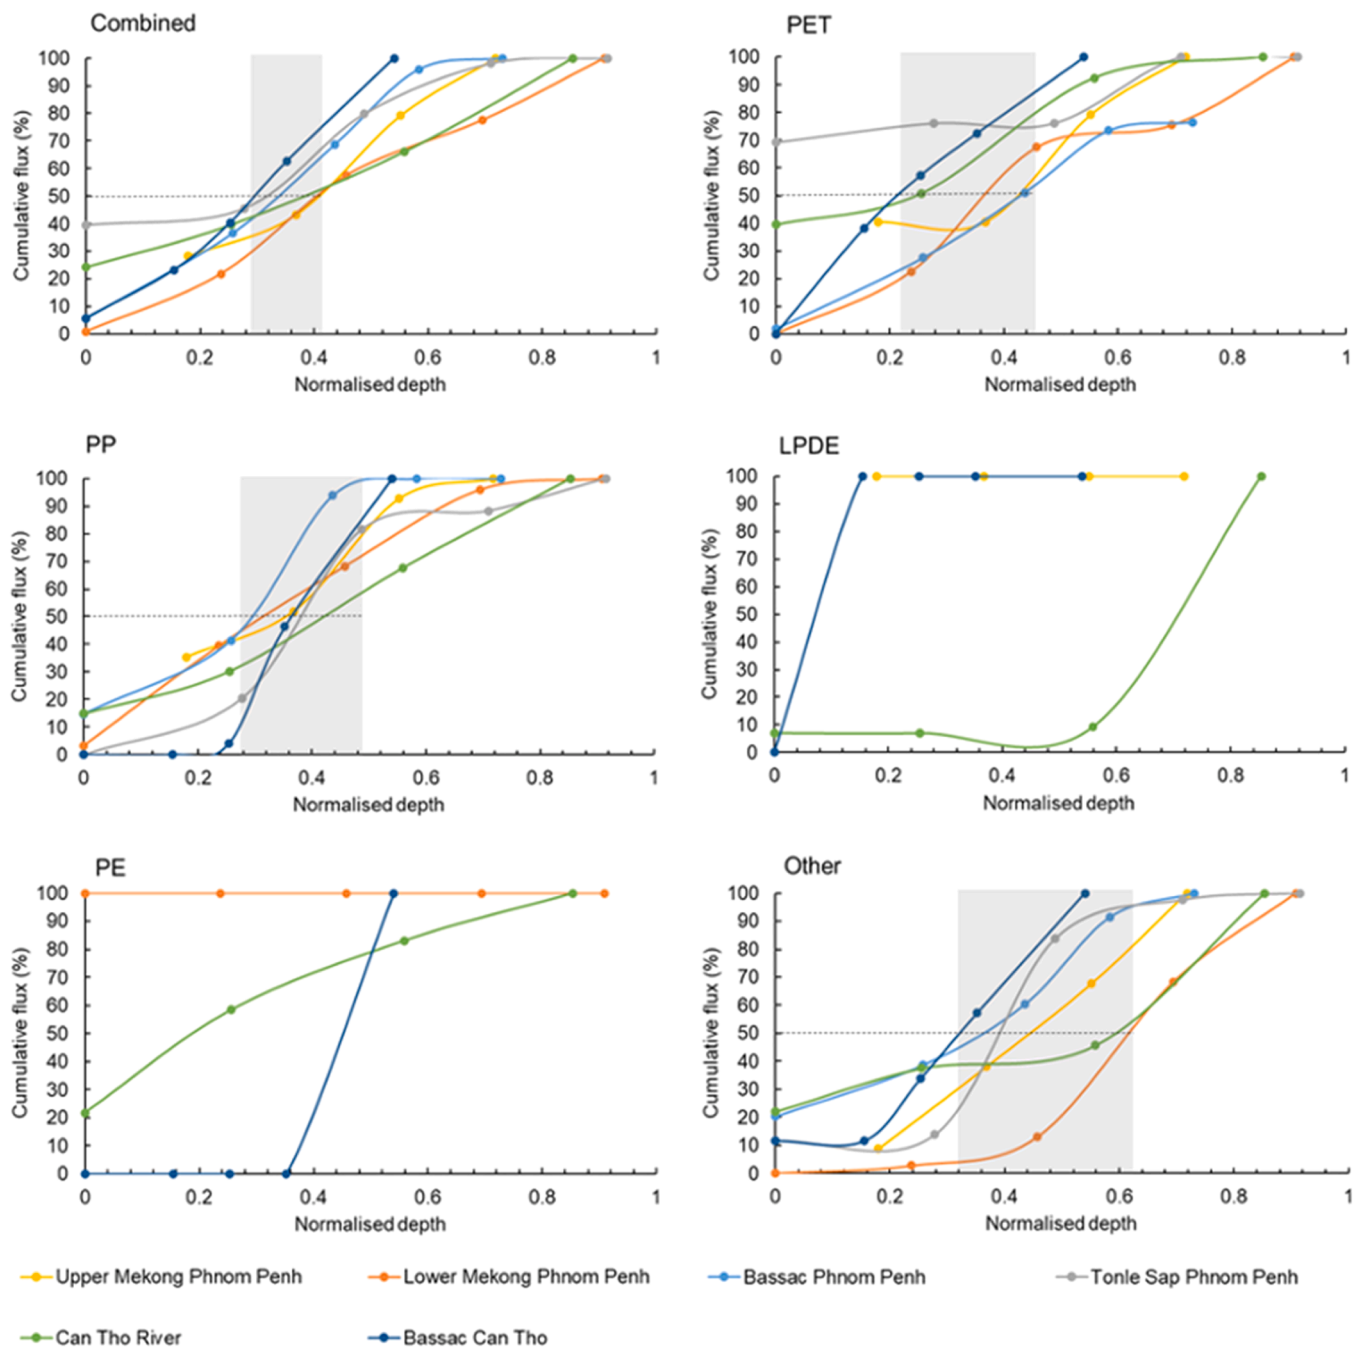 Combined
PET
Cumulative flux (%)
100
90
80
70
60
50
40
30
20
10
0
0 0.2 0.4 0.6 0.8 1
Normalised depth
Cumulative flux (%)
100
90
80
70
60
50
40
30
20
10
0
0 0.2 0.4 0.6 0.8 1
Normalised depth
PP
LPDE
Cumulative flux (%)
100
90
80
70
60
50
40
30
20
10
0
0 0.2 0.4 0.6 0.8 1
Normalised depth
Cumulative flux (%)
100
90
80
70
60
50
40
30
20
10
0
0 0.2 0.4 0.6 0.8 1
Normalised depth
PE
Other
Cumulative flux (%)
100
90
80
70
60
50
40
30
20
10
0
0 0.2 0.4 0.6 0.8 1
Normalised depth
Cumulative flux (%)
100
90
80
70
60
50
40
30
20
10
0
0 0.2 0.4 0.6 0.8 1
Normalised depth
Upper Mekong Phnom Penh Lower Mekong Phnom Penh Bassac Phnom Penh Tonle Sap Phnom Penh
Can Tho River Bassac Can Tho